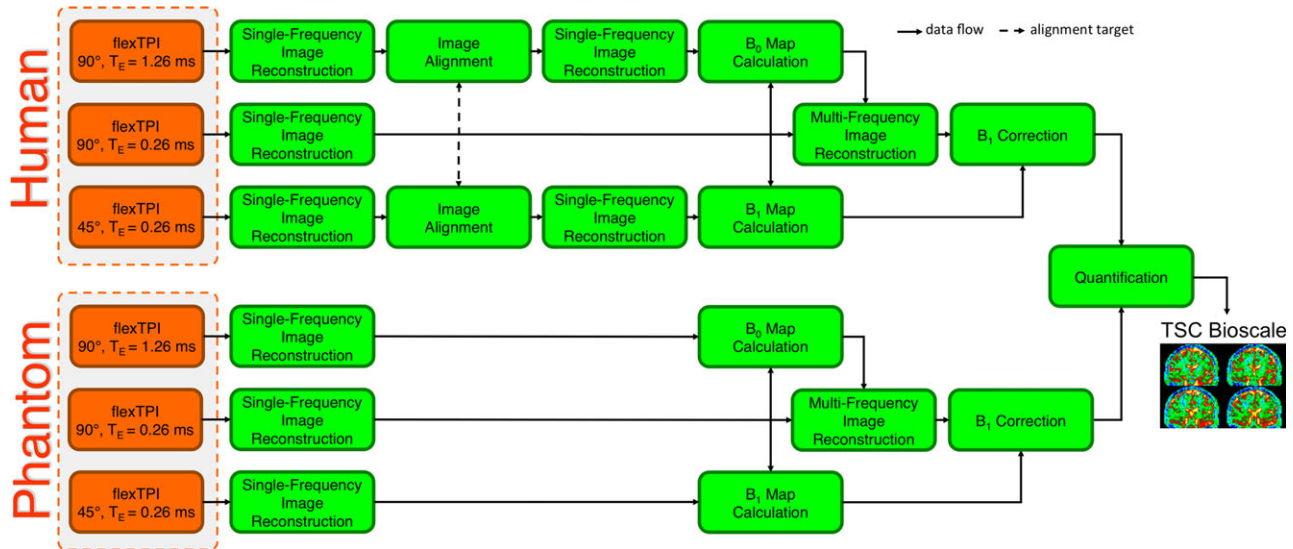 Human
flexTPI
90°, TE = 1.26 ms
Single-Frequency
Image
Reconstruction
Image
Alignment
Single-Frequency
Image
Reconstruction
B0 Map
Calculation
data flow
alignment target
flexTPI
90°, TE = 0.26 ms
Single-Frequency
Image
Reconstruction
Multi-Frequency
Image
Reconstruction
B1 Correction
flexTPI
45°, TE = 0.26 ms
Single-Frequency
Image
Reconstruction
Image
Alignment
Single-Frequency
Image
Reconstruction
B1 Map
Calculation
Quantification
TSC Bioscale
Phantom
flexTPI
90°, TE = 1.26 ms
Single-Frequency
Image
Reconstruction
B0 Map
Calculation
flexTPI
90°, TE = 0.26 ms
Single-Frequency
Image
Reconstruction
Multi-Frequency
Image
Reconstruction
B1 Correction
flexTPI
45°, TE = 0.26 ms
Single-Frequency
Image
Reconstruction
B1 Map
Calculation